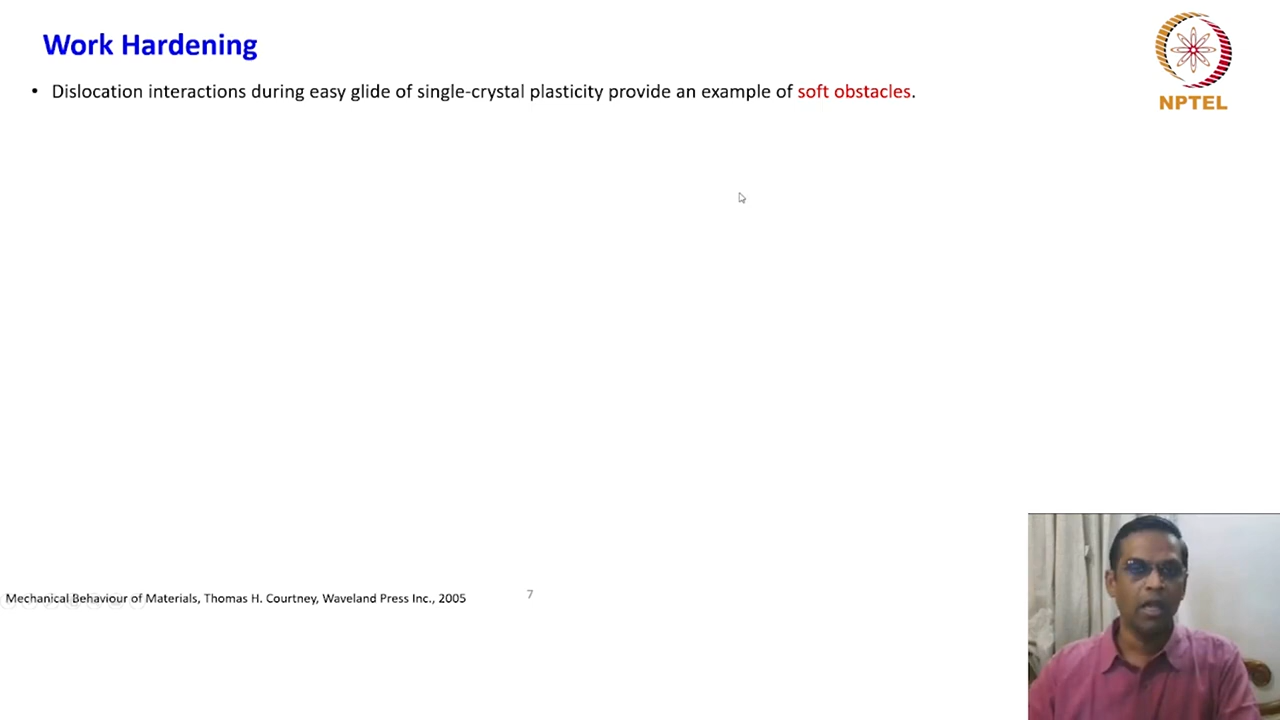 Work Hardening
• Dislocation interactions during easy glide of single-crystal plasticity provide an example of soft obstacles.
NPTEL
Mechanical Behaviour of Materials, Thomas H. Courtney, Waveland Press Inc., 2005
7